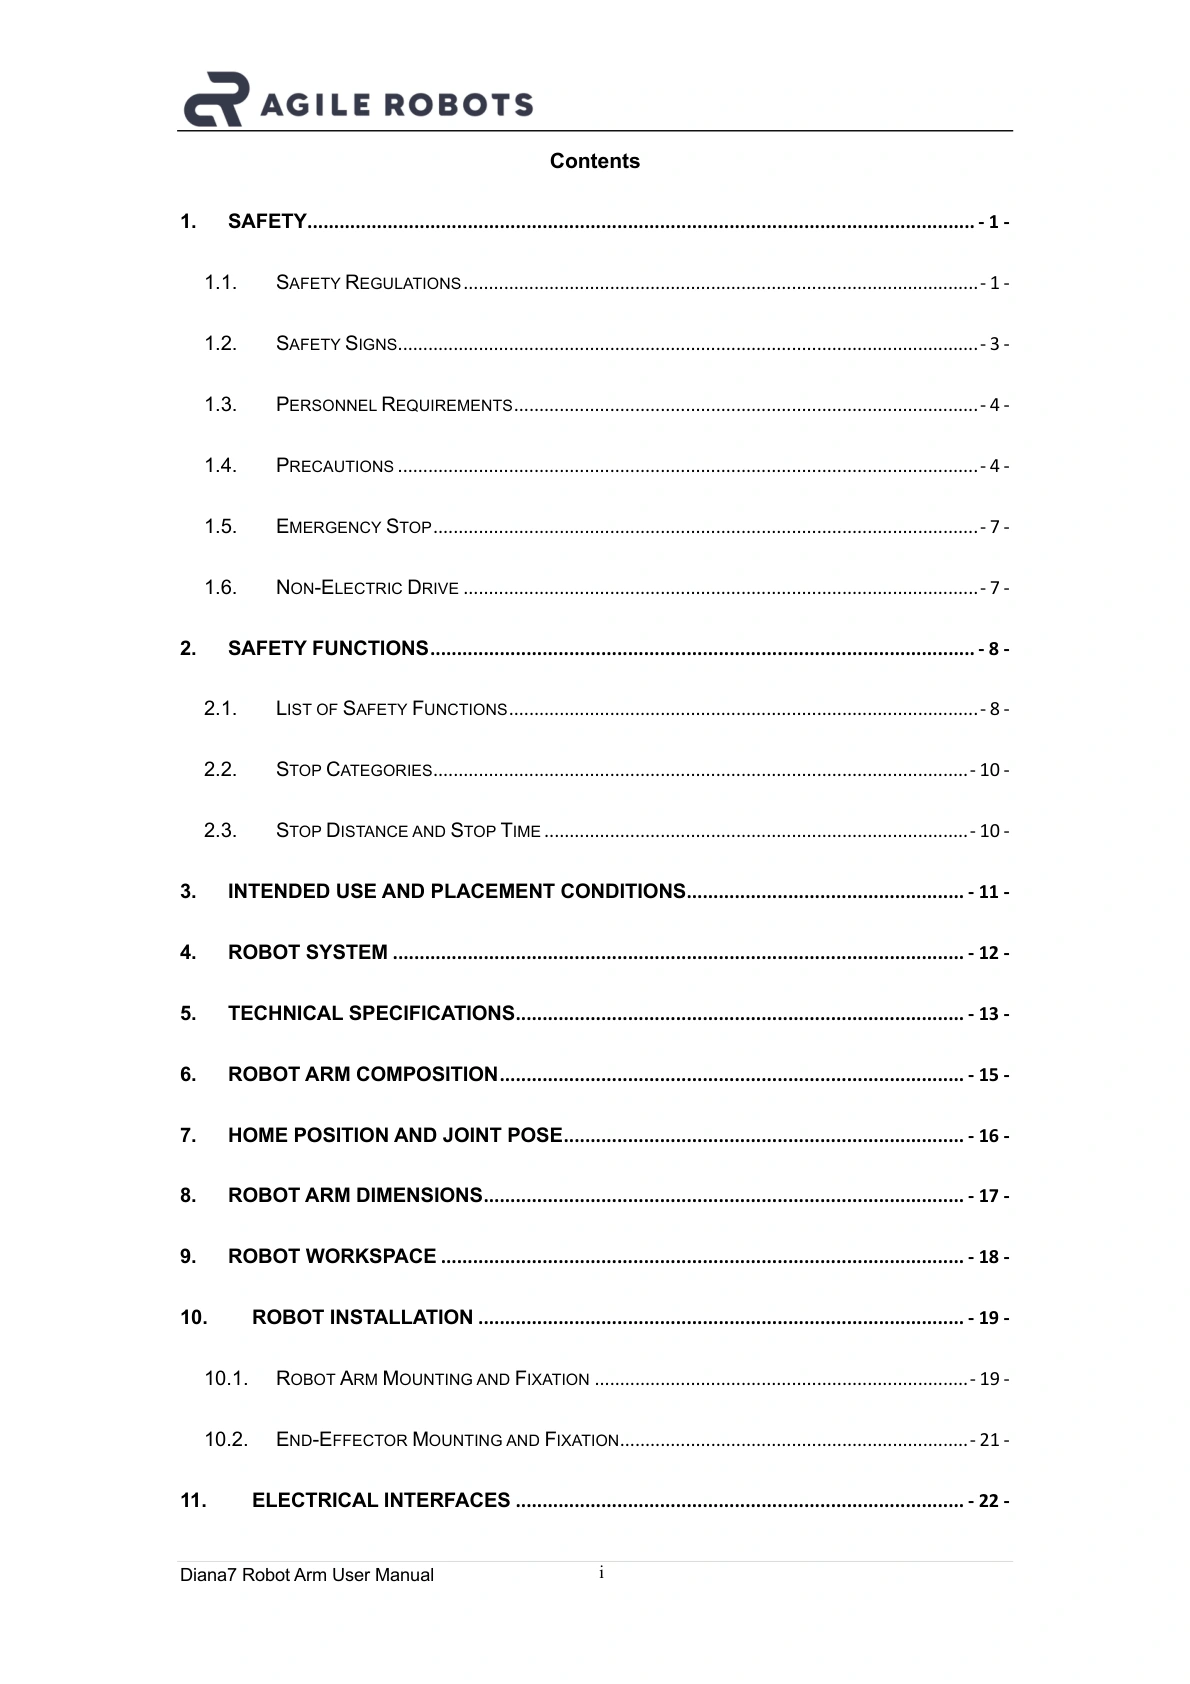 AGILE ROBOTS
Contents
1. SAFETY - 1 -
1.1. SAFETY REGULATIONS - 1 -
1.2. SAFETY SIGNS - 3 -
1.3. PERSONNEL REQUIREMENTS - 4 -
1.4. PRECAUTIONS - 4 -
1.5. EMERGENCY STOP - 7 -
1.6. NON-ELECTRIC DRIVE - 7 -
2. SAFETY FUNCTIONS - 8 -
2.1. LIST OF SAFETY FUNCTIONS - 8 -
2.2. STOP CATEGORIES - 10 -
2.3. STOP DISTANCE AND STOP TIME - 10 -
3. INTENDED USE AND PLACEMENT CONDITIONS - 11 -
4. ROBOT SYSTEM - 12 -
5. TECHNICAL SPECIFICATIONS - 13 -
6. ROBOT ARM COMPOSITION - 15 -
7. HOME POSITION AND JOINT POSE - 16 -
8. ROBOT ARM DIMENSIONS - 17 -
9. ROBOT WORKSPACE - 18 -
10. ROBOT INSTALLATION - 19 -
10.1. ROBOT ARM MOUNTING AND FIXATION - 19 -
10.2. END-EFFECTOR MOUNTING AND FIXATION - 21 -
11. ELECTRICAL INTERFACES - 22 -
Diana7 Robot Arm User Manual i